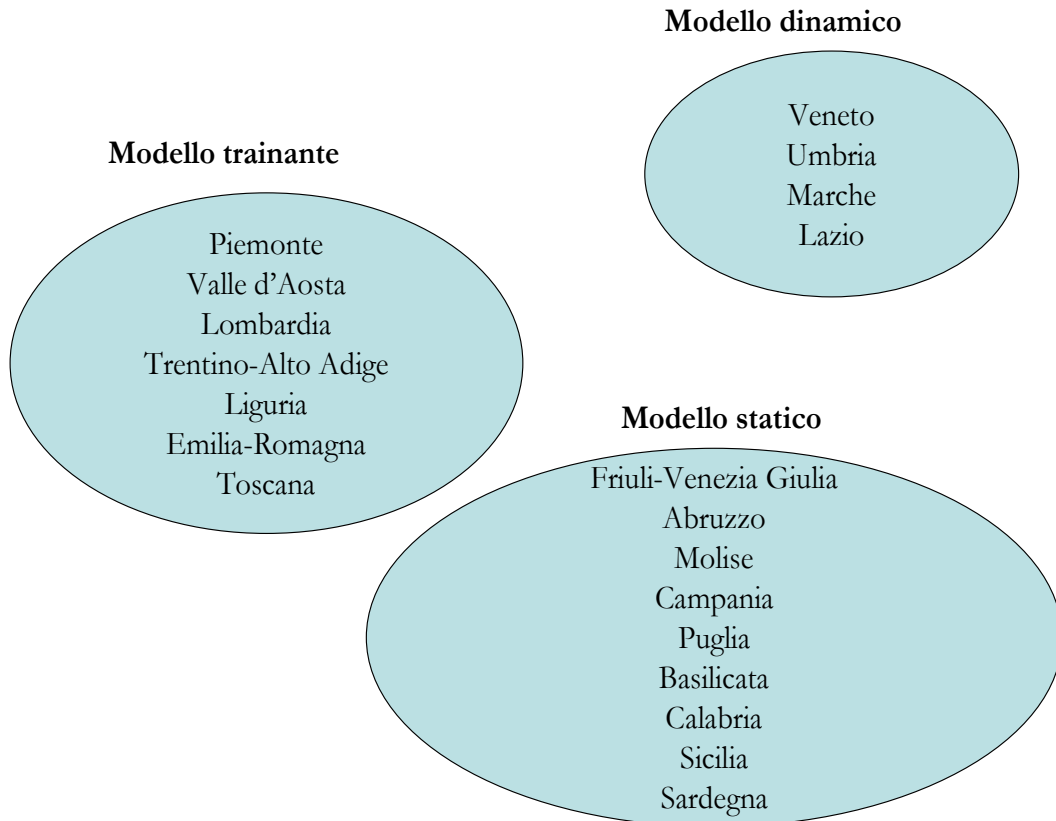 Modello dinamico
Veneto
Umbria
Marche
Lazio
Modello trainante
Piemonte
Valle d’Aosta
Lombardia
Trentino-Alto Adige
Liguria
Emilia-Romagna
Toscana
Modello statico
Friuli-Venezia Giulia
Abruzzo
Molise
Campania
Puglia
Basilicata
Calabria
Sicilia
Sardegna